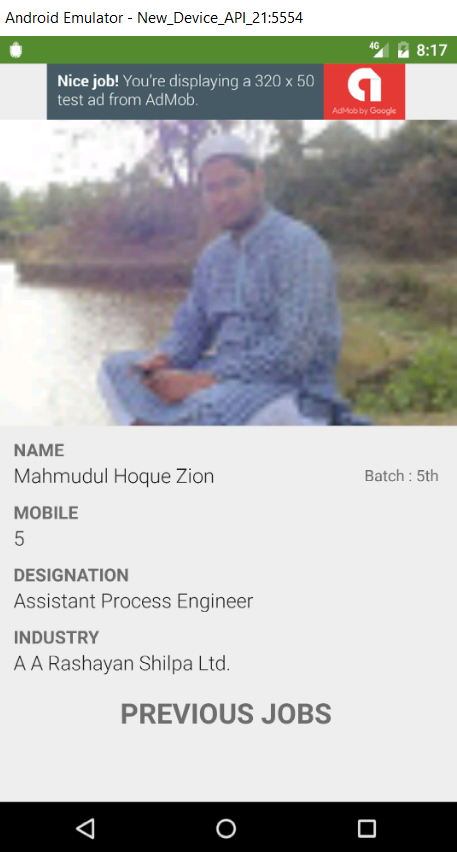 Android Emulator - New_Device_API_21:5554
4G 8:17
Nice job! You're displaying a 320 x 50
test ad from AdMob.
AdMob by Google
NAME
Mahmudul Hoque Zion Batch : 5th
MOBILE
5
DESIGNATION
Assistant Process Engineer
INDUSTRY
A A Rashayan Shilpa Ltd.
PREVIOUS JOBS